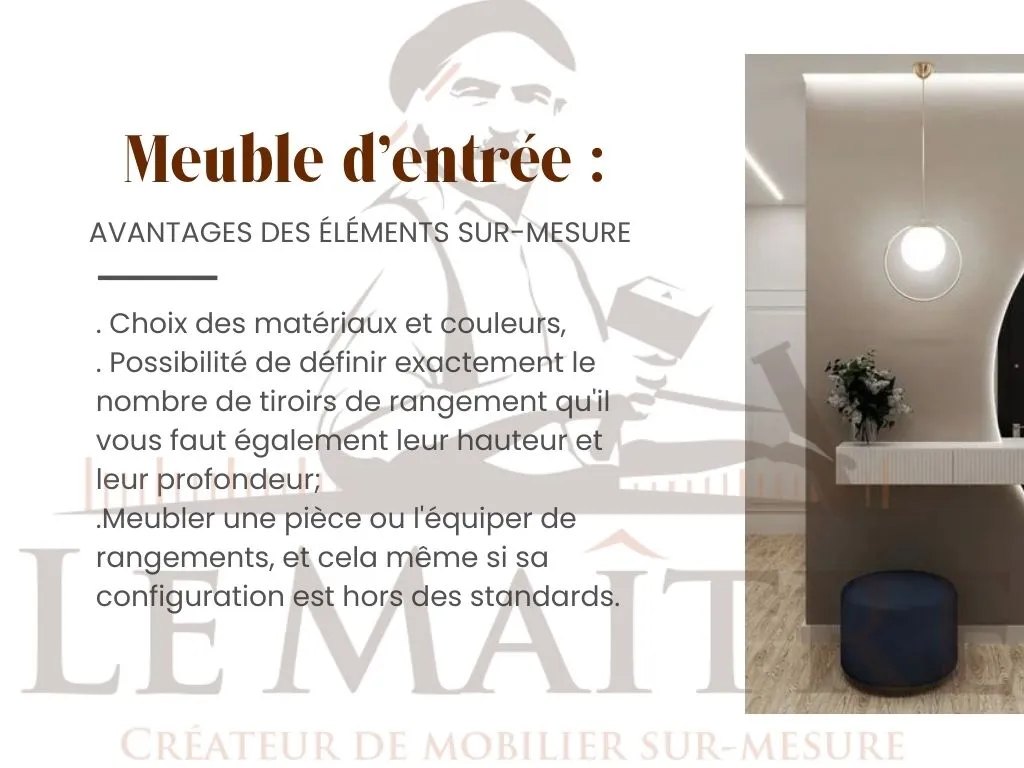 Meuble d'entrée :
AVANTAGES DES ÉLÉMENTS SUR-MESURE
. Choix des matériaux et couleurs,
. Possibilité de définir exactement le
nombre de tiroirs de rangement qu'il
vous faut également leur hauteur et
leur profondeur;
.Meubler une pièce ou l'équiper de
rangements, et cela même si sa
configuration est hors des standards.
LE MAÎTRE
CRÉATEUR DE MOBILIER SUR-MESURE